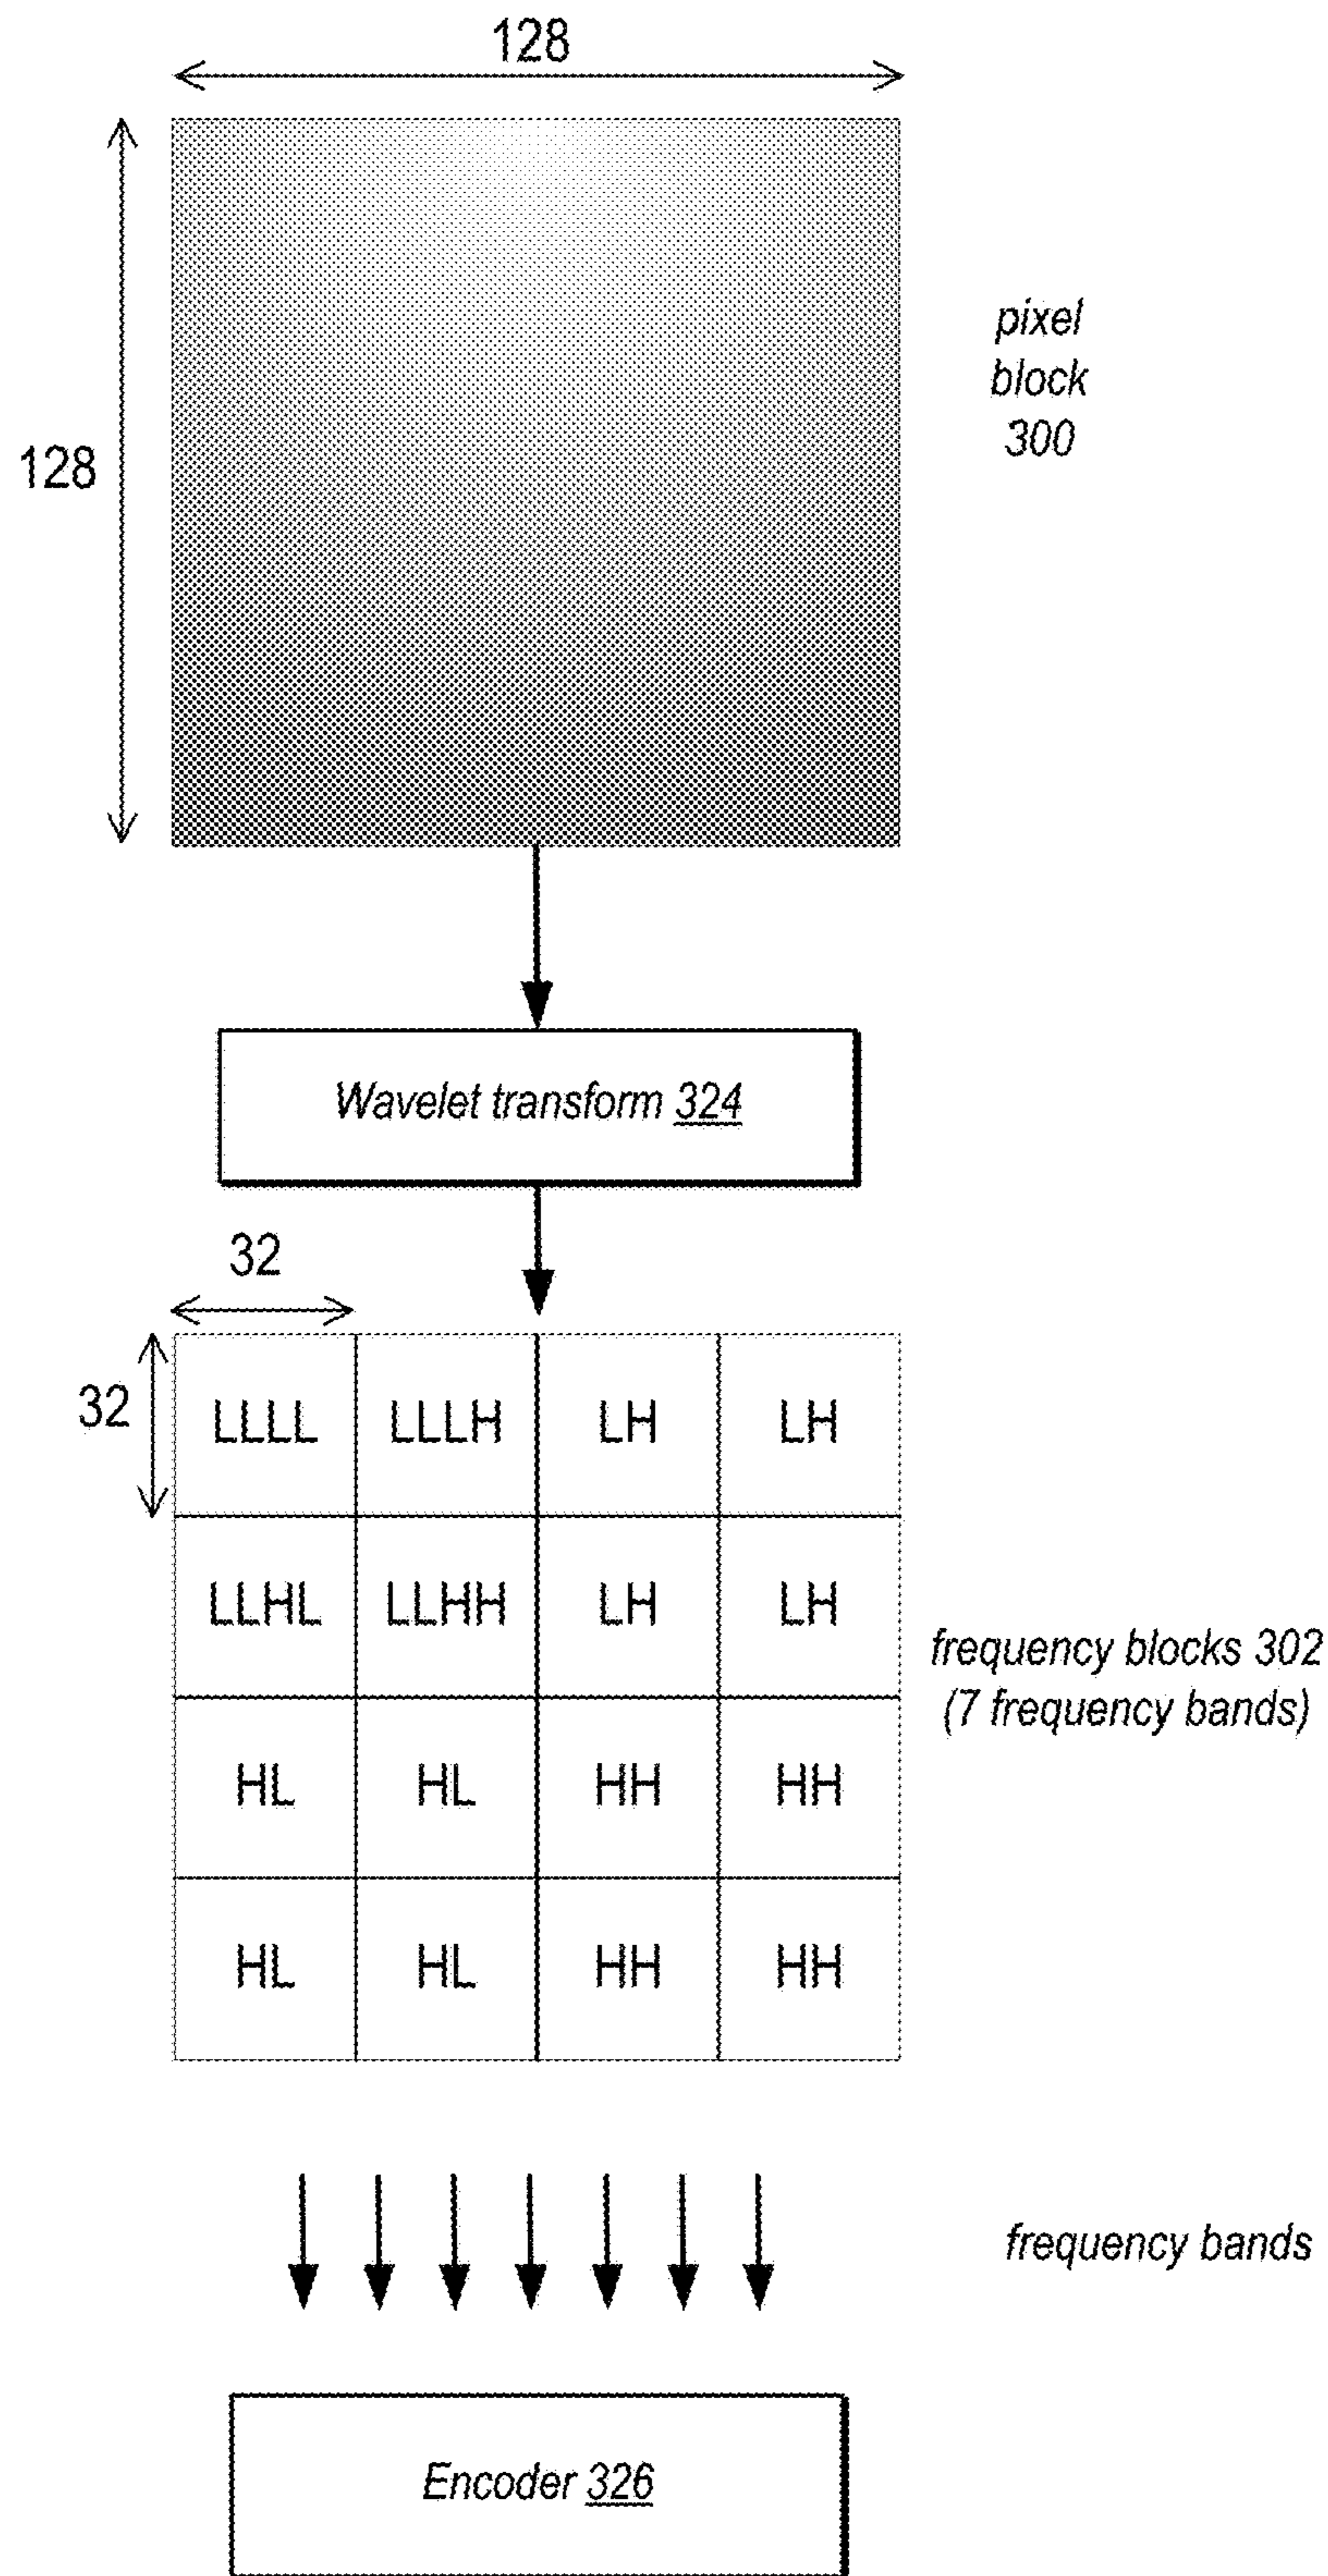 128
128
pixel
block
300
Wavelet transform 324
32
32
LLLL LLLH LH LH
LLHL LLHH LH LH
HL HL HH HH
HL HL HH HH
frequency blocks 302
(7 frequency bands)
frequency bands
Encoder 326